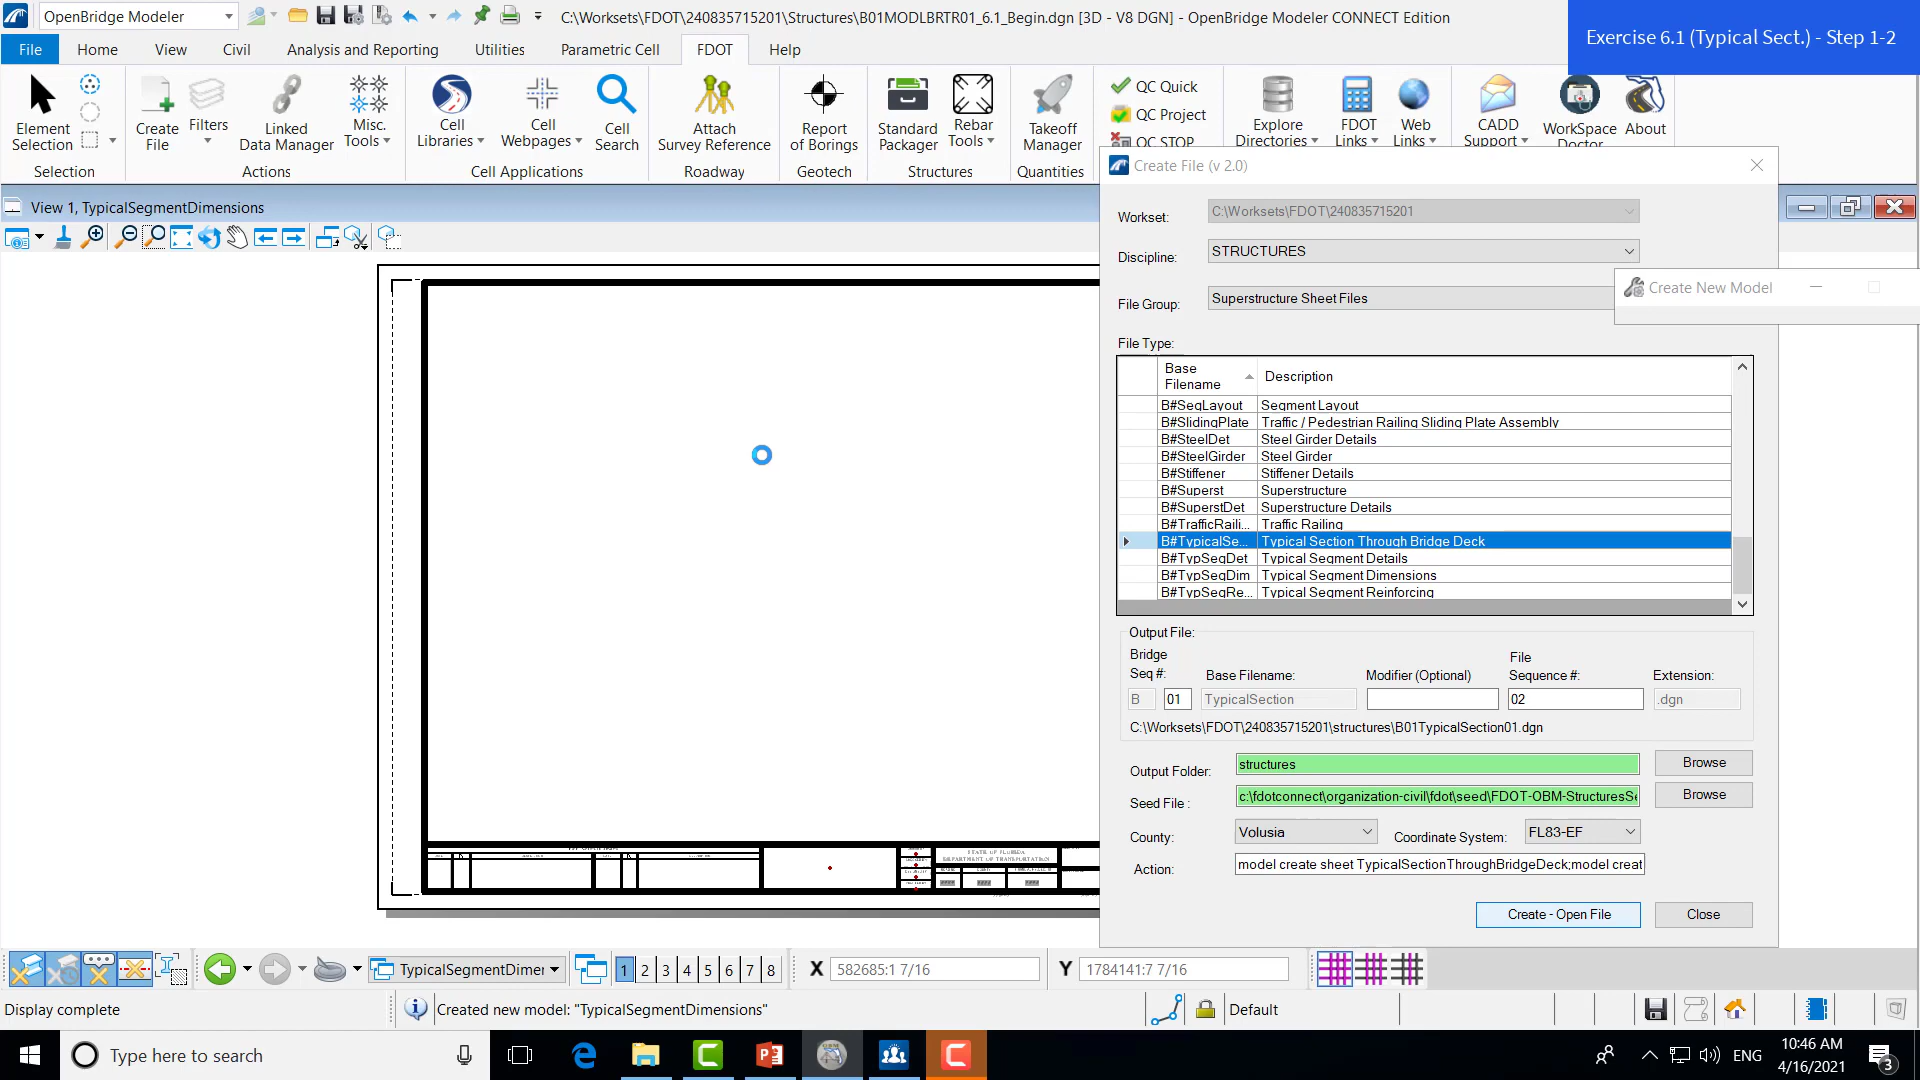 OpenBridge Modeler
C:\Worksets\FDOT\240835715201\Structures\B01MODLBRTR01_6.1_Begin.dgn [3D - V8 DGN] - OpenBridge Modeler CONNECT Edition
Exercise 6.1 (Typical Sect.) - Step 1-2
File Home View Civil Analysis and Reporting Utilities Parametric Cell FDOT Help
Element Selection
Create File
Filters
Linked Data Manager
Misc. Tools
Cell Libraries
Cell Webpages
Cell Search
Attach Survey Reference
Report of Borings
Standard Packager
Rebar Tools
Takeoff Manager
QC Quick
QC Project
QC STOP
Explore Directories
FDOT Links
Web Links
CADD Support
WorkSpace Doctor
About
Selection Actions Cell Applications Roadway Geotech Structures Quantities
View 1, TypicalSegmentDimensions
Create File (v 2.0)
Workset: C:\Worksets\FDOT\240835715201
Discipline: STRUCTURES
Create New Model
File Group: Superstructure Sheet Files
File Type:
Base Filename Description
B#SegLayout Segment Layout
B#SlidingPlate Traffic / Pedestrian Railing Sliding Plate Assembly
B#SteelDet Steel Girder Details
B#SteelGirder Steel Girder
B#Stiffener Stiffener Details
B#Superst Superstructure
B#SuperstDet Superstructure Details
B#TrafficRaili... Traffic Railing
B#TypicalSe... Typical Section Through Bridge Deck
B#TypSegDet Typical Segment Details
B#TypSegDim Typical Segment Dimensions
B#TypSegRe... Typical Segment Reinforcing
Output File:
Bridge Seq #: Base Filename: Modifier (Optional) File Sequence #: Extension:
B 01 TypicalSection 02 .dgn
C:\Worksets\FDOT\240835715201\structures\B01TypicalSection01.dgn
Output Folder: structures Browse
Seed File : c:\fdotconnect\organization-civil\fdot\seed\FDOT-OBM-StructuresSe Browse
County: Volusia Coordinate System: FL83-EF
Action: model create sheet TypicalSectionThroughBridgeDeck;model creat
Create - Open File Close
STATE OF FLORIDA
DEPARTMENT OF TRANSPORTATION
TypicalSegmentDimer 1 2 3 4 5 6 7 8 X 582685:1 7/16 Y 1784141:7 7/16
Display complete Created new model: "TypicalSegmentDimensions" Default
Type here to search
ENG
10:46 AM
4/16/2021
3